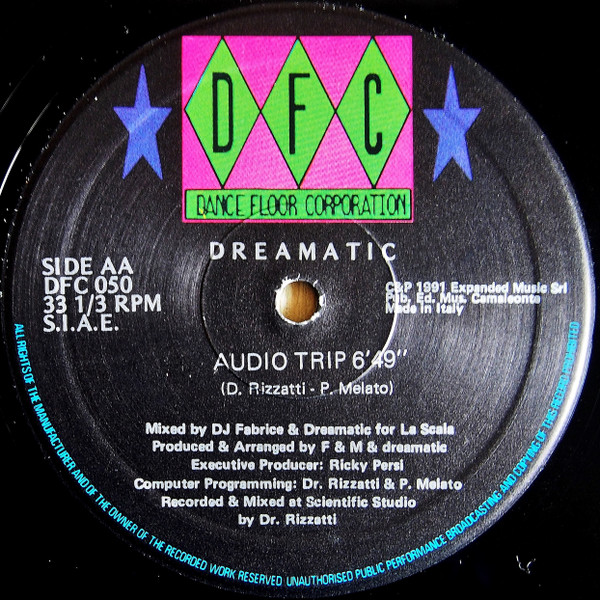 D F C
DANCE FLOOR CORPORATION
DREAMATIC
SIDE AA
DFC 050
33 1/3 RPM
S.I.A.E.
C&P 1991 Expanded Music Srl
Pub. Ed. Mus. Camaleonte
Made in Italy
AUDIO TRIP 6'49"
(D. Rizzatti - P. Melato)
Mixed by DJ Fabrice & Dreamatic for La Scala
Produced & Arranged by F & M & dreamatic
Executive Producer: Ricky Persi
Computer Programming: Dr. Rizzatti & P. Melato
Recorded & Mixed at Scientific Studio
by Dr. Rizzatti
ALL RIGHTS OF THE MANUFACTURER AND OF THE OWNER OF THE RECORDED WORK RESERVED UNAUTHORISED PUBLIC PERFORMANCE BROADCASTING AND COPYING OF THIS RECORD PROHIBITED